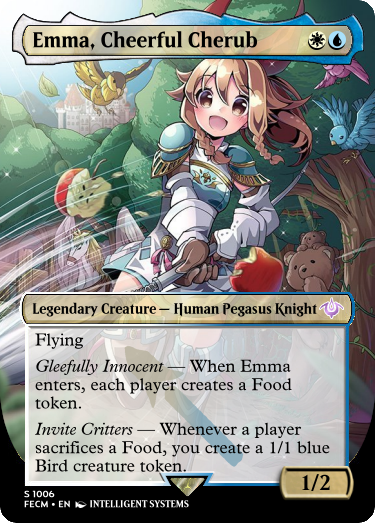 Emma, Cheerful Cherub
Legendary Creature — Human Pegasus Knight
Flying
Gleefully Innocent — When Emma
enters, each player creates a Food
token.
Invite Critters — Whenever a player
sacrifices a Food, you create a 1/1 blue
Bird creature token.
1/2
S 1006
FECM • EN INTELLIGENT SYSTEMS